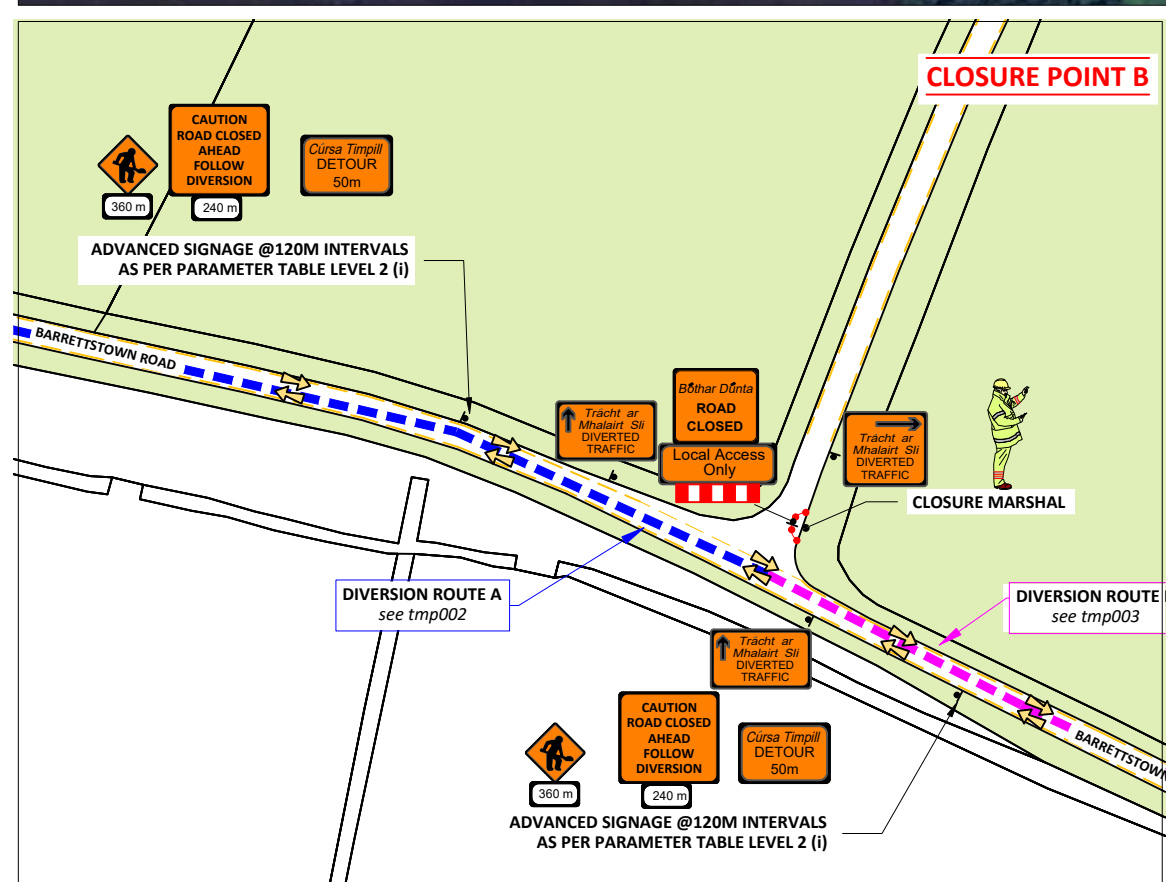 CLOSURE POINT B
CAUTION
ROAD CLOSED
AHEAD
FOLLOW
DIVERSION
Cúrsa Timpill
DETOUR
50m
360 m
240 m
ADVANCED SIGNAGE @120M INTERVALS
AS PER PARAMETER TABLE LEVEL 2 (i)
BARRETTSTOWN ROAD
Trácht ar
Mhalairt Sli
DIVERTED
TRAFFIC
Bóthar Dúnta
ROAD
CLOSED
Local Access
Only
Trácht ar
Mhalairt Sli
DIVERTED
TRAFFIC
CLOSURE MARSHAL
DIVERSION ROUTE A
see tmp002
DIVERSION ROUTE
see tmp003
Trácht ar
Mhalairt Sli
DIVERTED
TRAFFIC
CAUTION
ROAD CLOSED
AHEAD
FOLLOW
DIVERSION
Cúrsa Timpill
DETOUR
50m
360 m
240 m
BARRETTSTOWN
ADVANCED SIGNAGE @120M INTERVALS
AS PER PARAMETER TABLE LEVEL 2 (i)